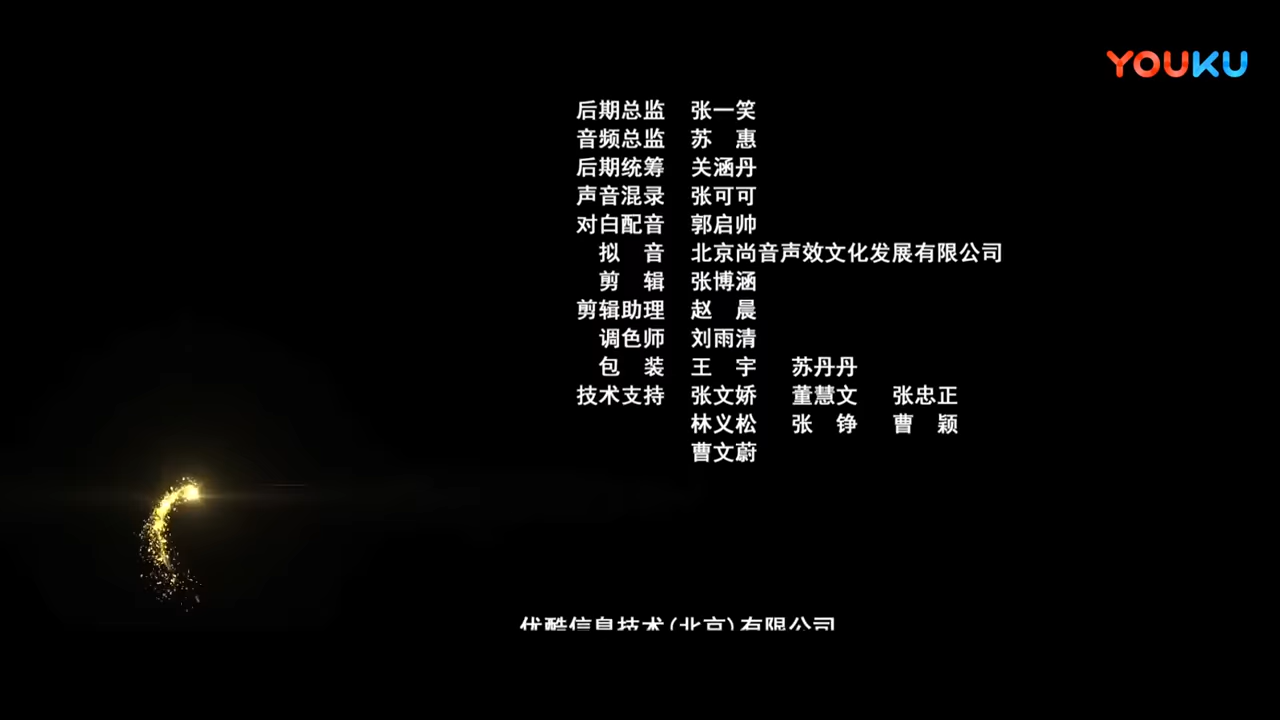 YOUKU
后期总监 张一笑
音频总监 苏 惠
后期统筹 关涵丹
声音混录 张可可
对白配音 郭启帅
拟 音 北京尚音声效文化发展有限公司
剪 辑 张博涵
剪辑助理 赵 晨
调色师 刘雨清
包 装 王 宇 苏丹丹
技术支持 张文娇 董慧文 张忠正
林义松 张 铮 曹 颖
曹文蔚
优酷信息技术(北京)有限公司